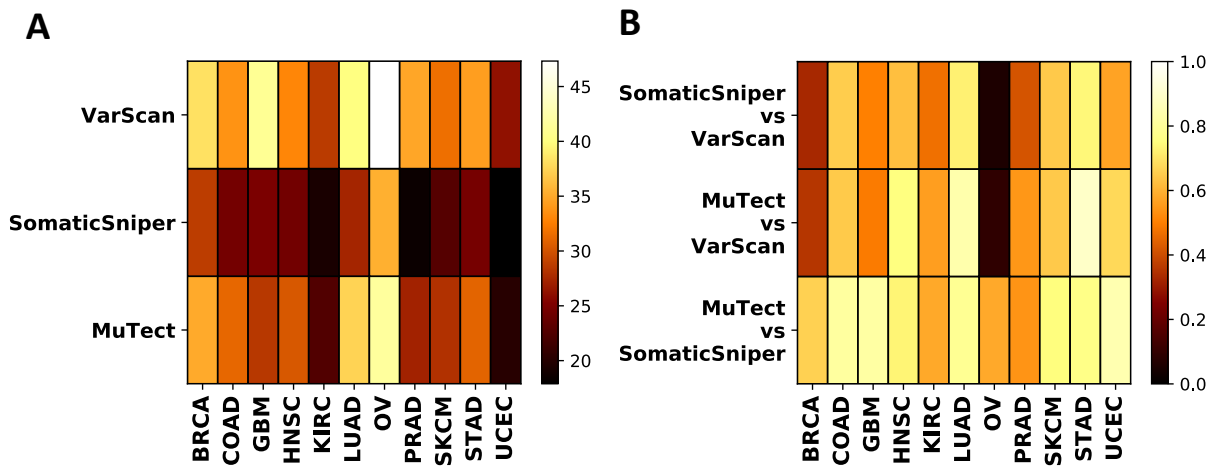 A
VarScan
SomaticSniper
MuTect
BRCA
COAD
GBM
HNSC
KIRC
LUAD
OV
PRAD
SKCM
STAD
UCEC
45
40
35
30
25
20
B
SomaticSniper
vs
VarScan
MuTect
vs
VarScan
MuTect
vs
SomaticSniper
BRCA
COAD
GBM
HNSC
KIRC
LUAD
OV
PRAD
SKCM
STAD
UCEC
1.0
0.8
0.6
0.4
0.2
0.0